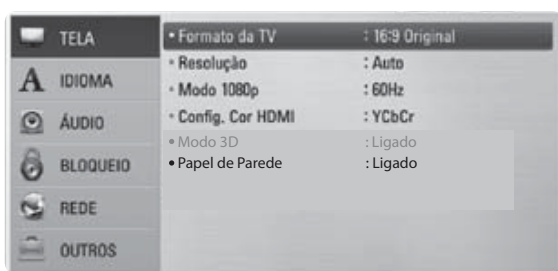 TELA
IDIOMA
ÁUDIO
BLOQUEIO
REDE
OUTROS
• Formato da TV : 16:9 Original
• Resolução : Auto
• Modo 1080p : 60Hz
• Config. Cor HDMI : YCbCr
• Modo 3D : Ligado
• Papel de Parede : Ligado